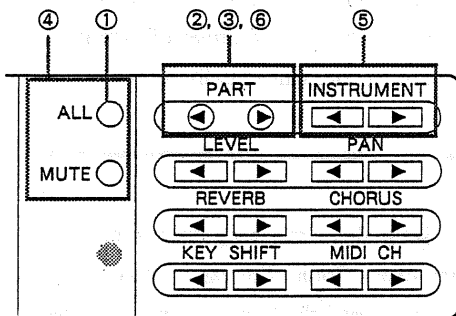 ④ ① ②, ③, ⑥ ⑤
PART INSTRUMENT
ALL
LEVEL PAN
MUTE
REVERB CHORUS
KEY SHIFT MIDI CH